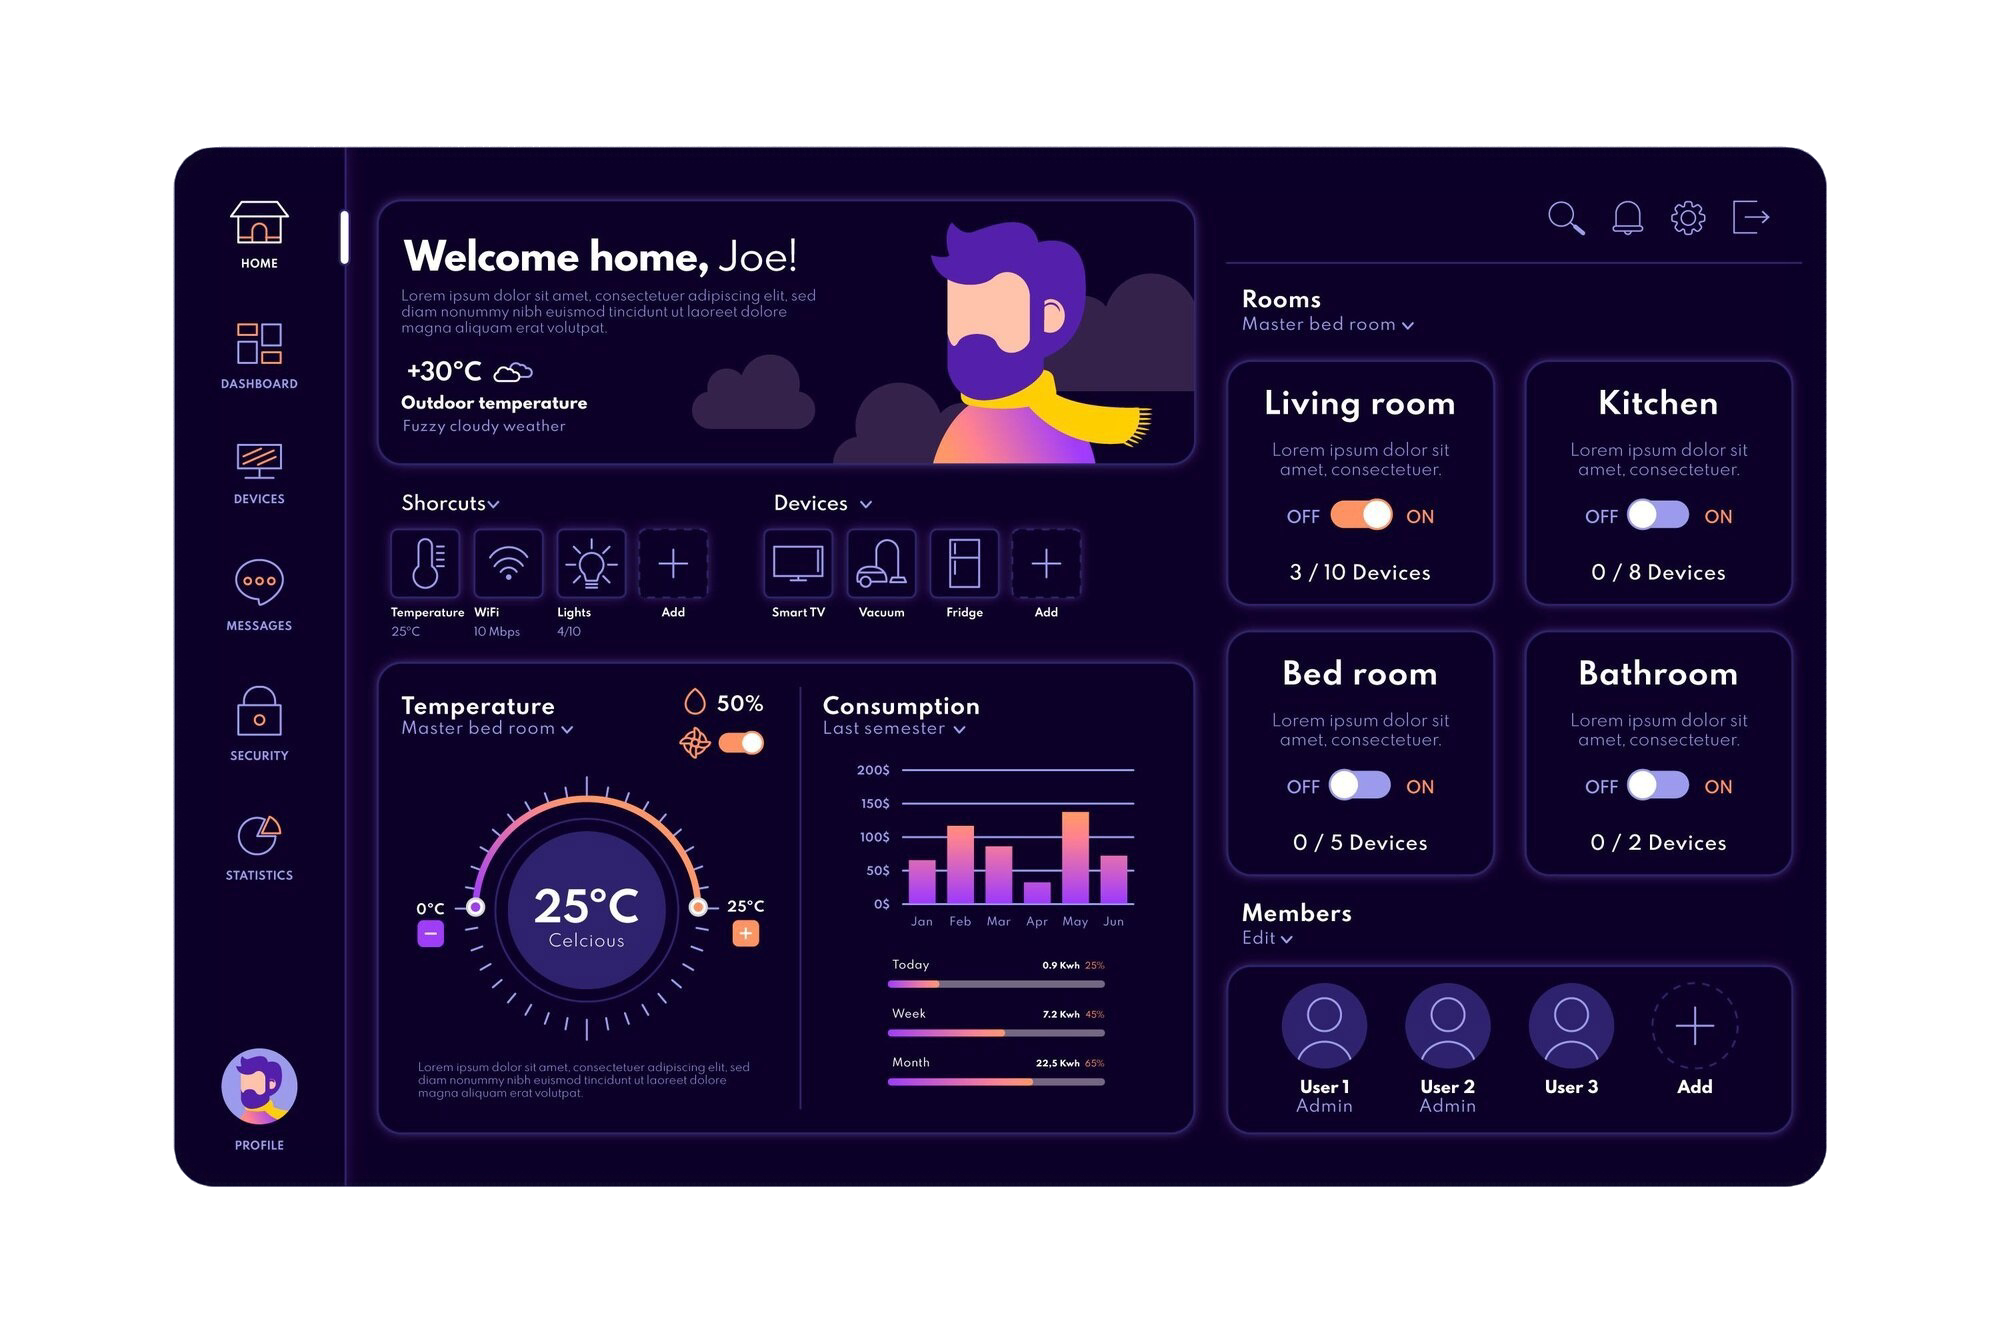 HOME
DASHBOARD
DEVICES
MESSAGES
SECURITY
STATISTICS
PROFILE
Welcome home, Joe!
Lorem ipsum dolor sit amet, consectetuer adipiscing elit, sed
diam nonummy nibh euismod tincidunt ut laoreet dolore
magna aliquam erat volutpat.
+30°C
Outdoor temperature
Fuzzy cloudy weather
Shorcuts
Temperature
25°C
WiFi
10 Mbps
Lights
4/10
Add
Devices
Smart TV
Vacuum
Fridge
Add
Temperature
Master bed room
50%
0°C
25°C
Celcious
25°C
Lorem ipsum dolor sit amet, consectetuer adipiscing elit, sed
diam nonummy nibh euismod tincidunt ut laoreet dolore
magna aliquam erat volutpat.
Consumption
Last semester
200$
150$
100$
50$
0$
Jan Feb Mar Apr May Jun
Today 0.9 Kwh 25%
Week 7.2 Kwh 45%
Month 22,5 Kwh 65%
Rooms
Master bed room
Living room
Lorem ipsum dolor sit
amet, consectetuer.
OFF ON
3 / 10 Devices
Kitchen
Lorem ipsum dolor sit
amet, consectetuer.
OFF ON
0 / 8 Devices
Bed room
Lorem ipsum dolor sit
amet, consectetuer.
OFF ON
0 / 5 Devices
Bathroom
Lorem ipsum dolor sit
amet, consectetuer.
OFF ON
0 / 2 Devices
Members
Edit
User 1
Admin
User 2
Admin
User 3
Add